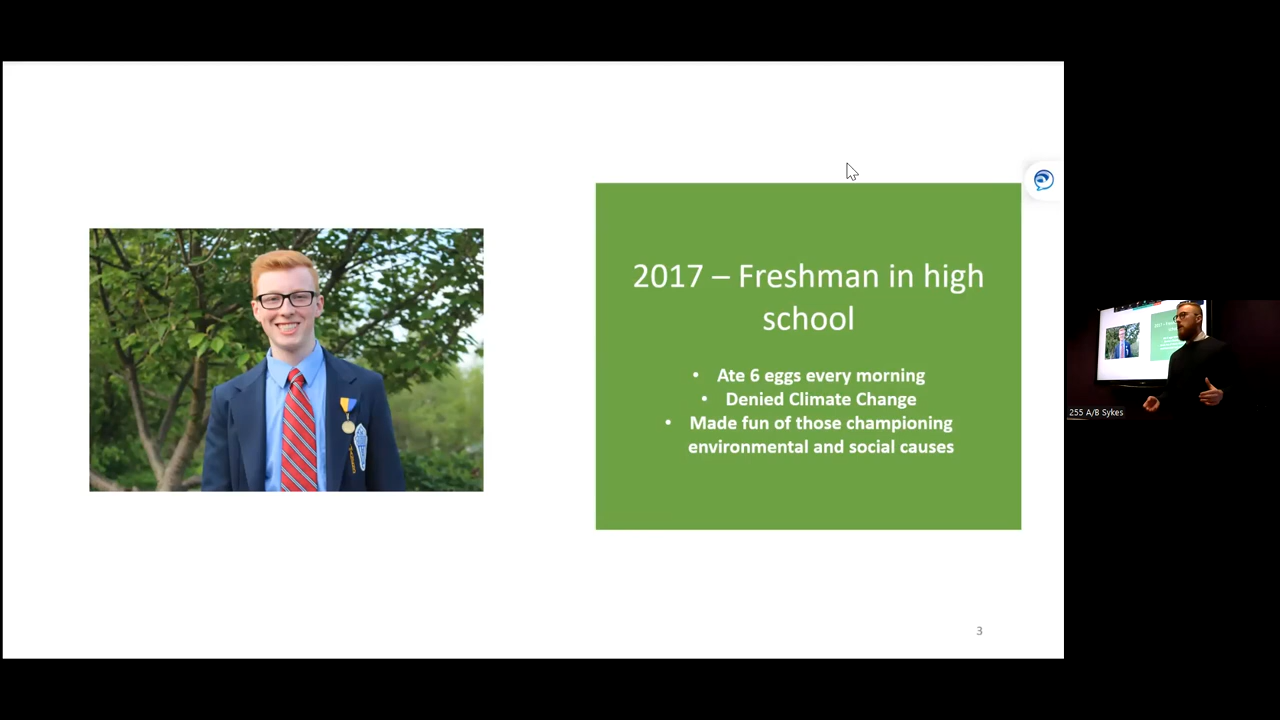 2017 – Freshman in high
school
• Ate 6 eggs every morning
• Denied Climate Change
• Made fun of those championing
environmental and social causes
3
255 A/B Sykes